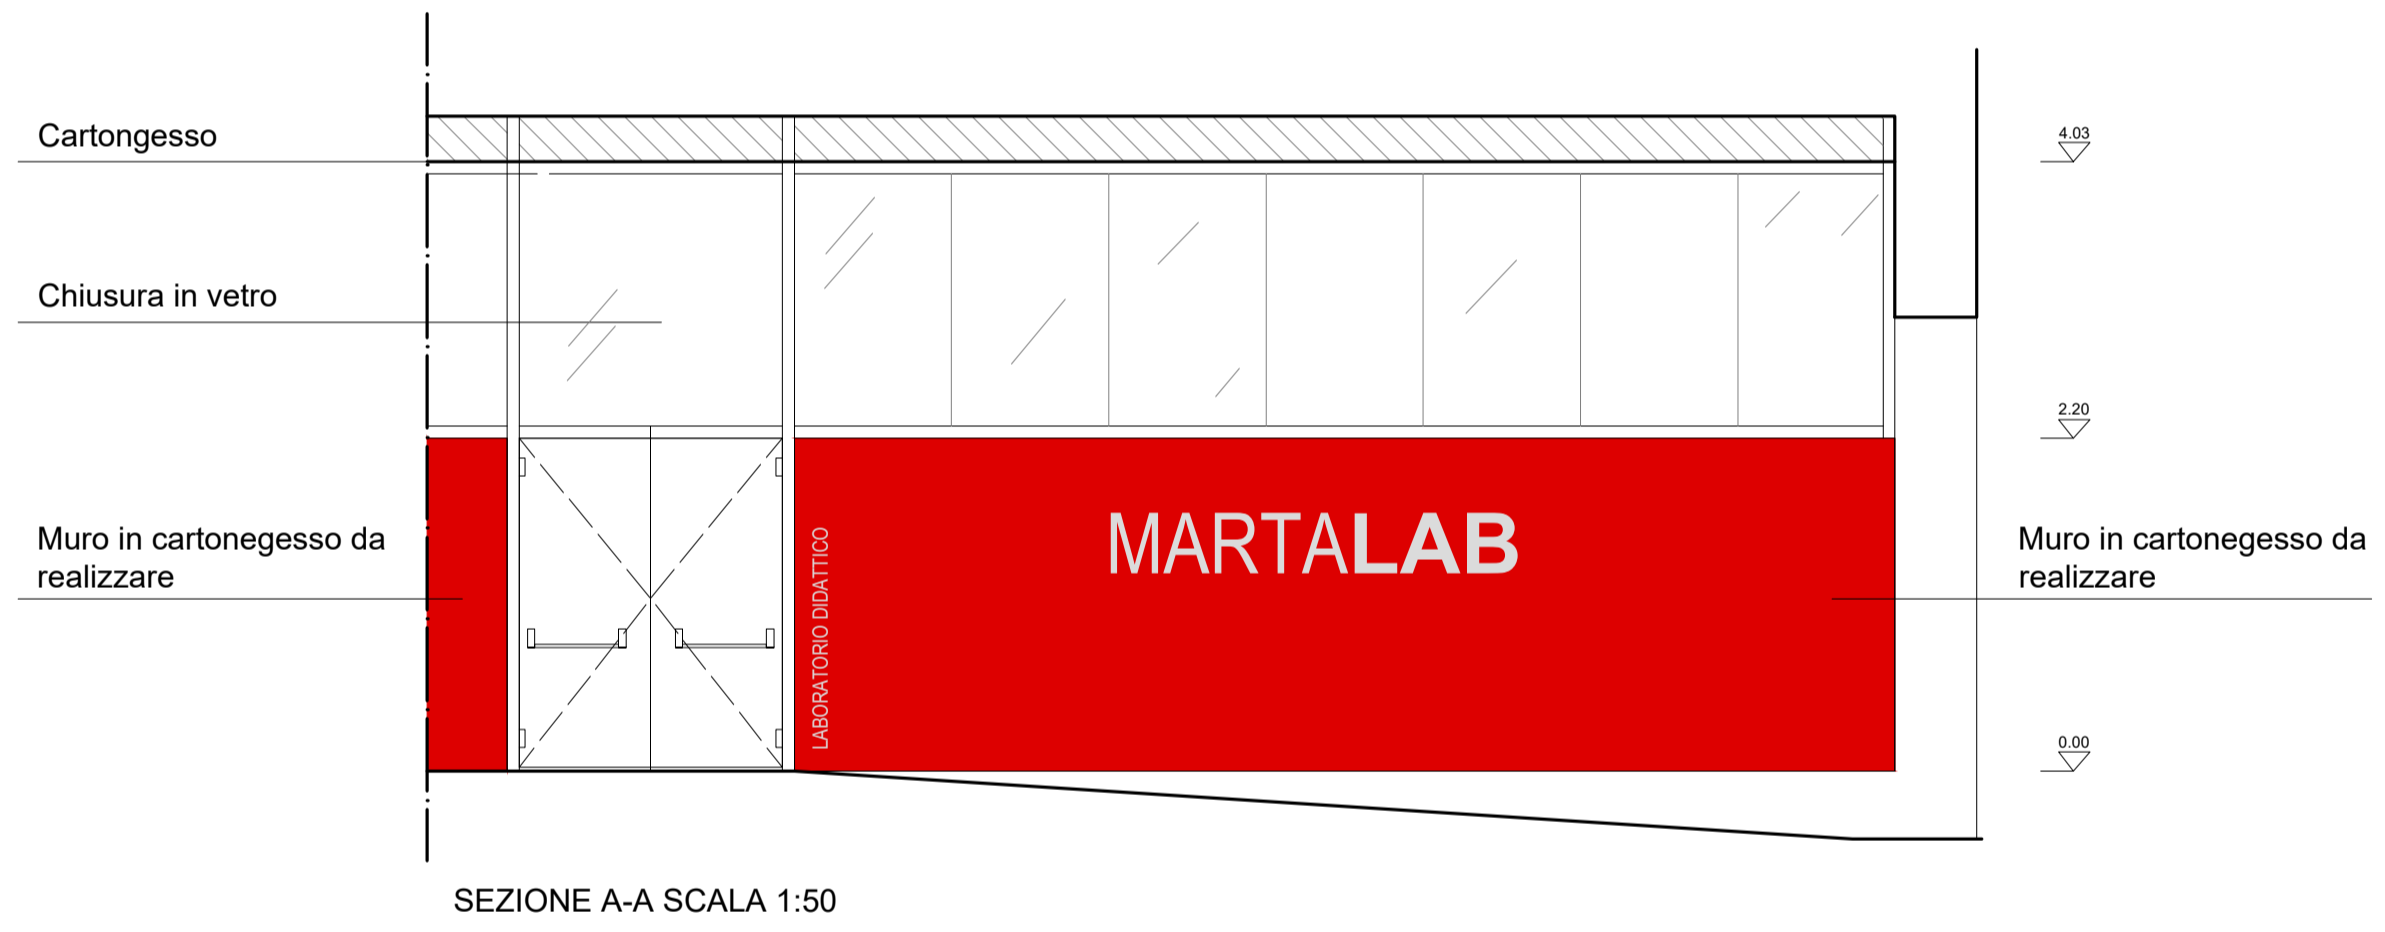 Cartongesso
4.03
Chiusura in vetro
2.20
Muro in cartonegesso da
realizzare
LABORATORIO DIDATTICO
MARTALAB
Muro in cartonegesso da
realizzare
0.00
SEZIONE A-A SCALA 1:50